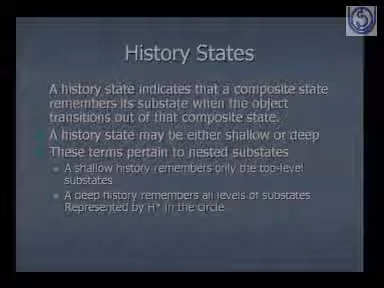 History States
A history state indicates that a composite state
remembers its substate when the object
transitions out of that composite state.
A history state may be either shallow or deep
These terms pertain to nested substates
A shallow history remembers only the top-level
substates
A deep history remembers all levels of substates.
Represented by H* in the circle